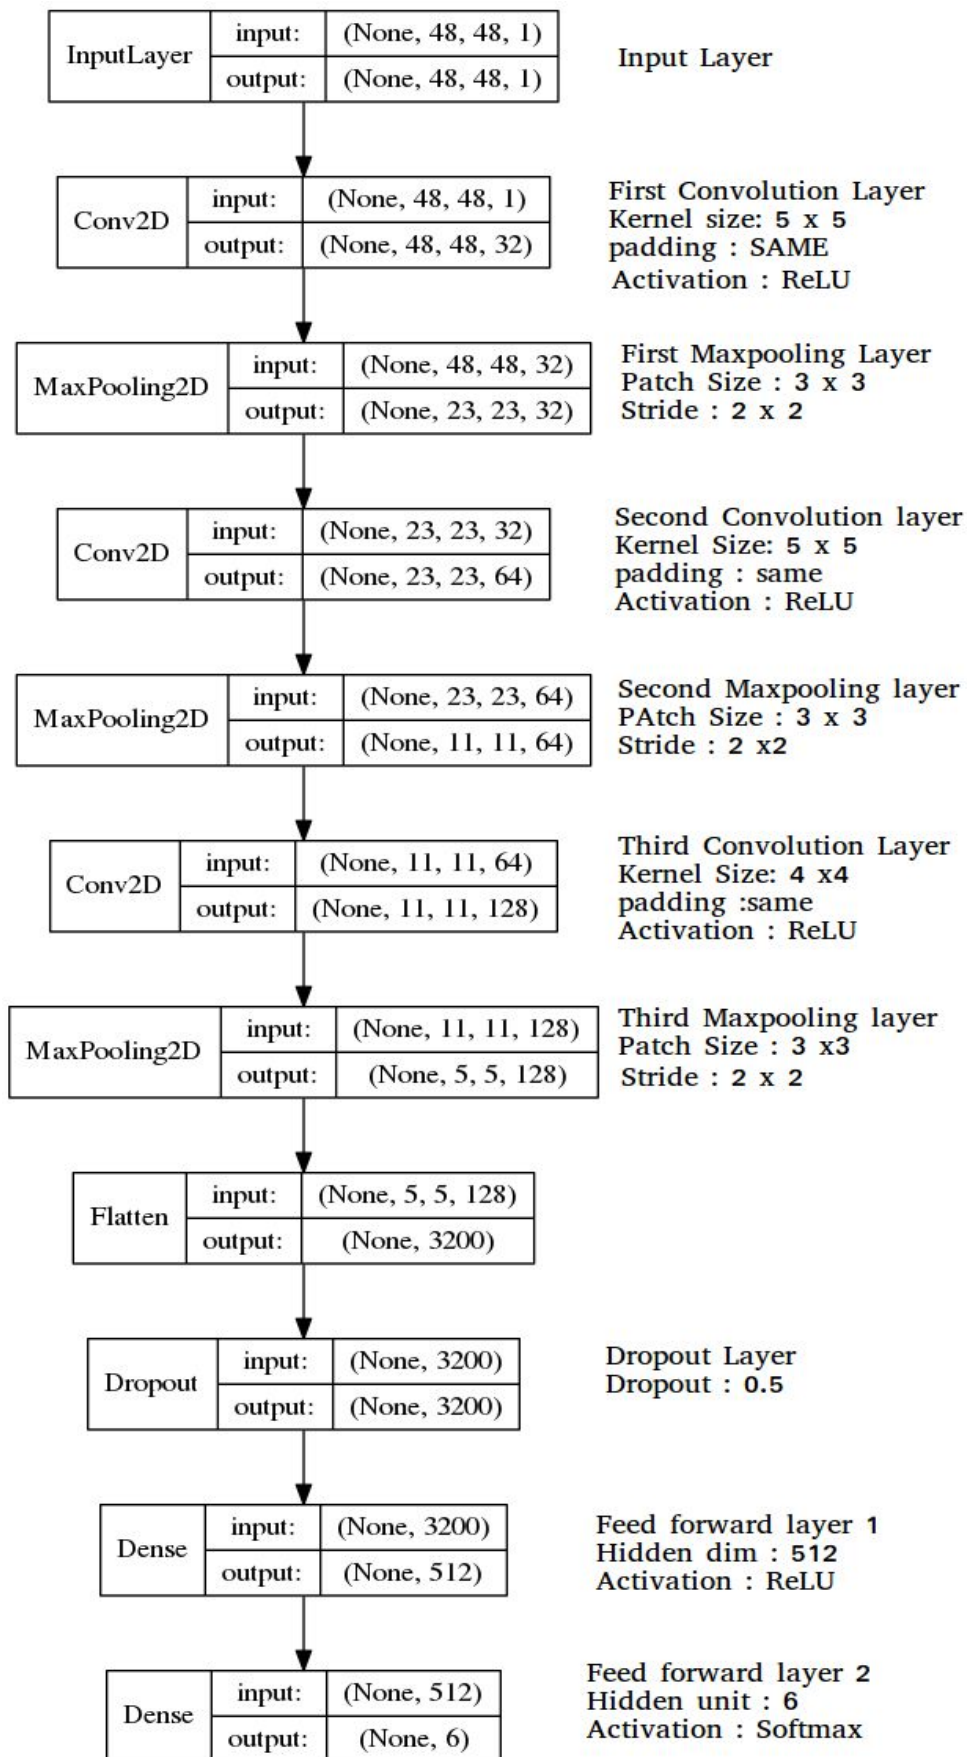 InputLayer
input: (None, 48, 48, 1)
output: (None, 48, 48, 1)
Input Layer
Conv2D
input: (None, 48, 48, 1)
output: (None, 48, 48, 32)
First Convolution Layer
Kernel size: 5 x 5
padding : SAME
Activation : ReLU
MaxPooling2D
input: (None, 48, 48, 32)
output: (None, 23, 23, 32)
First Maxpooling Layer
Patch Size : 3 x 3
Stride : 2 x 2
Conv2D
input: (None, 23, 23, 32)
output: (None, 23, 23, 64)
Second Convolution layer
Kernel Size: 5 x 5
padding : same
Activation : ReLU
MaxPooling2D
input: (None, 23, 23, 64)
output: (None, 11, 11, 64)
Second Maxpooling layer
PAtch Size : 3 x 3
Stride : 2 x2
Conv2D
input: (None, 11, 11, 64)
output: (None, 11, 11, 128)
Third Convolution Layer
Kernel Size: 4 x4
padding :same
Activation : ReLU
MaxPooling2D
input: (None, 11, 11, 128)
output: (None, 5, 5, 128)
Third Maxpooling layer
Patch Size : 3 x3
Stride : 2 x 2
Flatten
input: (None, 5, 5, 128)
output: (None, 3200)
Dropout
input: (None, 3200)
output: (None, 3200)
Dropout Layer
Dropout : 0.5
Dense
input: (None, 3200)
output: (None, 512)
Feed forward layer 1
Hidden dim : 512
Activation : ReLU
Dense
input: (None, 512)
output: (None, 6)
Feed forward layer 2
Hidden unit : 6
Activation : Softmax